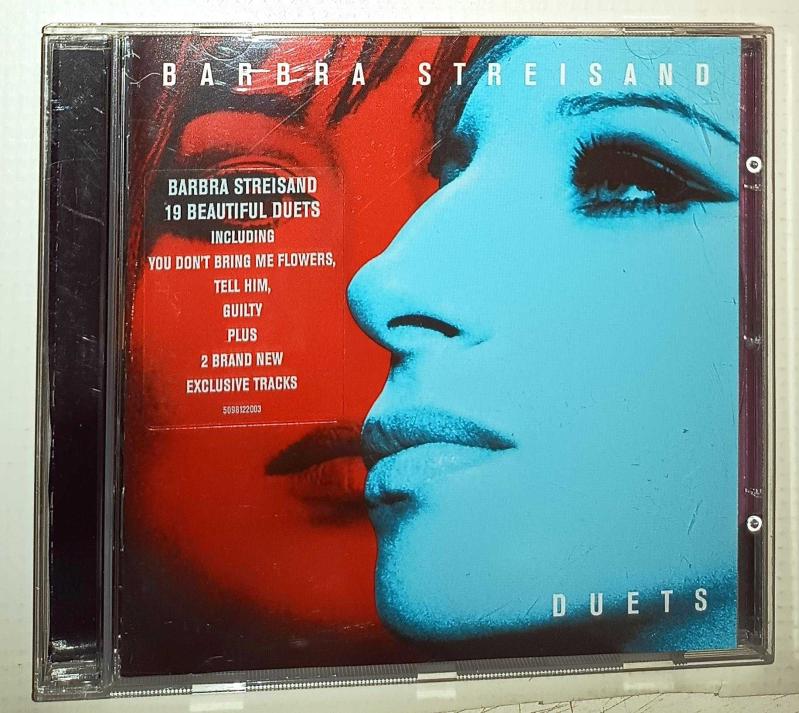 BARBRA STREISAND
BARBRA STREISAND
19 BEAUTIFUL DUETS
INCLUDING
YOU DON'T BRING ME FLOWERS,
TELL HIM,
GUILTY
PLUS
2 BRAND NEW
EXCLUSIVE TRACKS
5098122003
DUETS